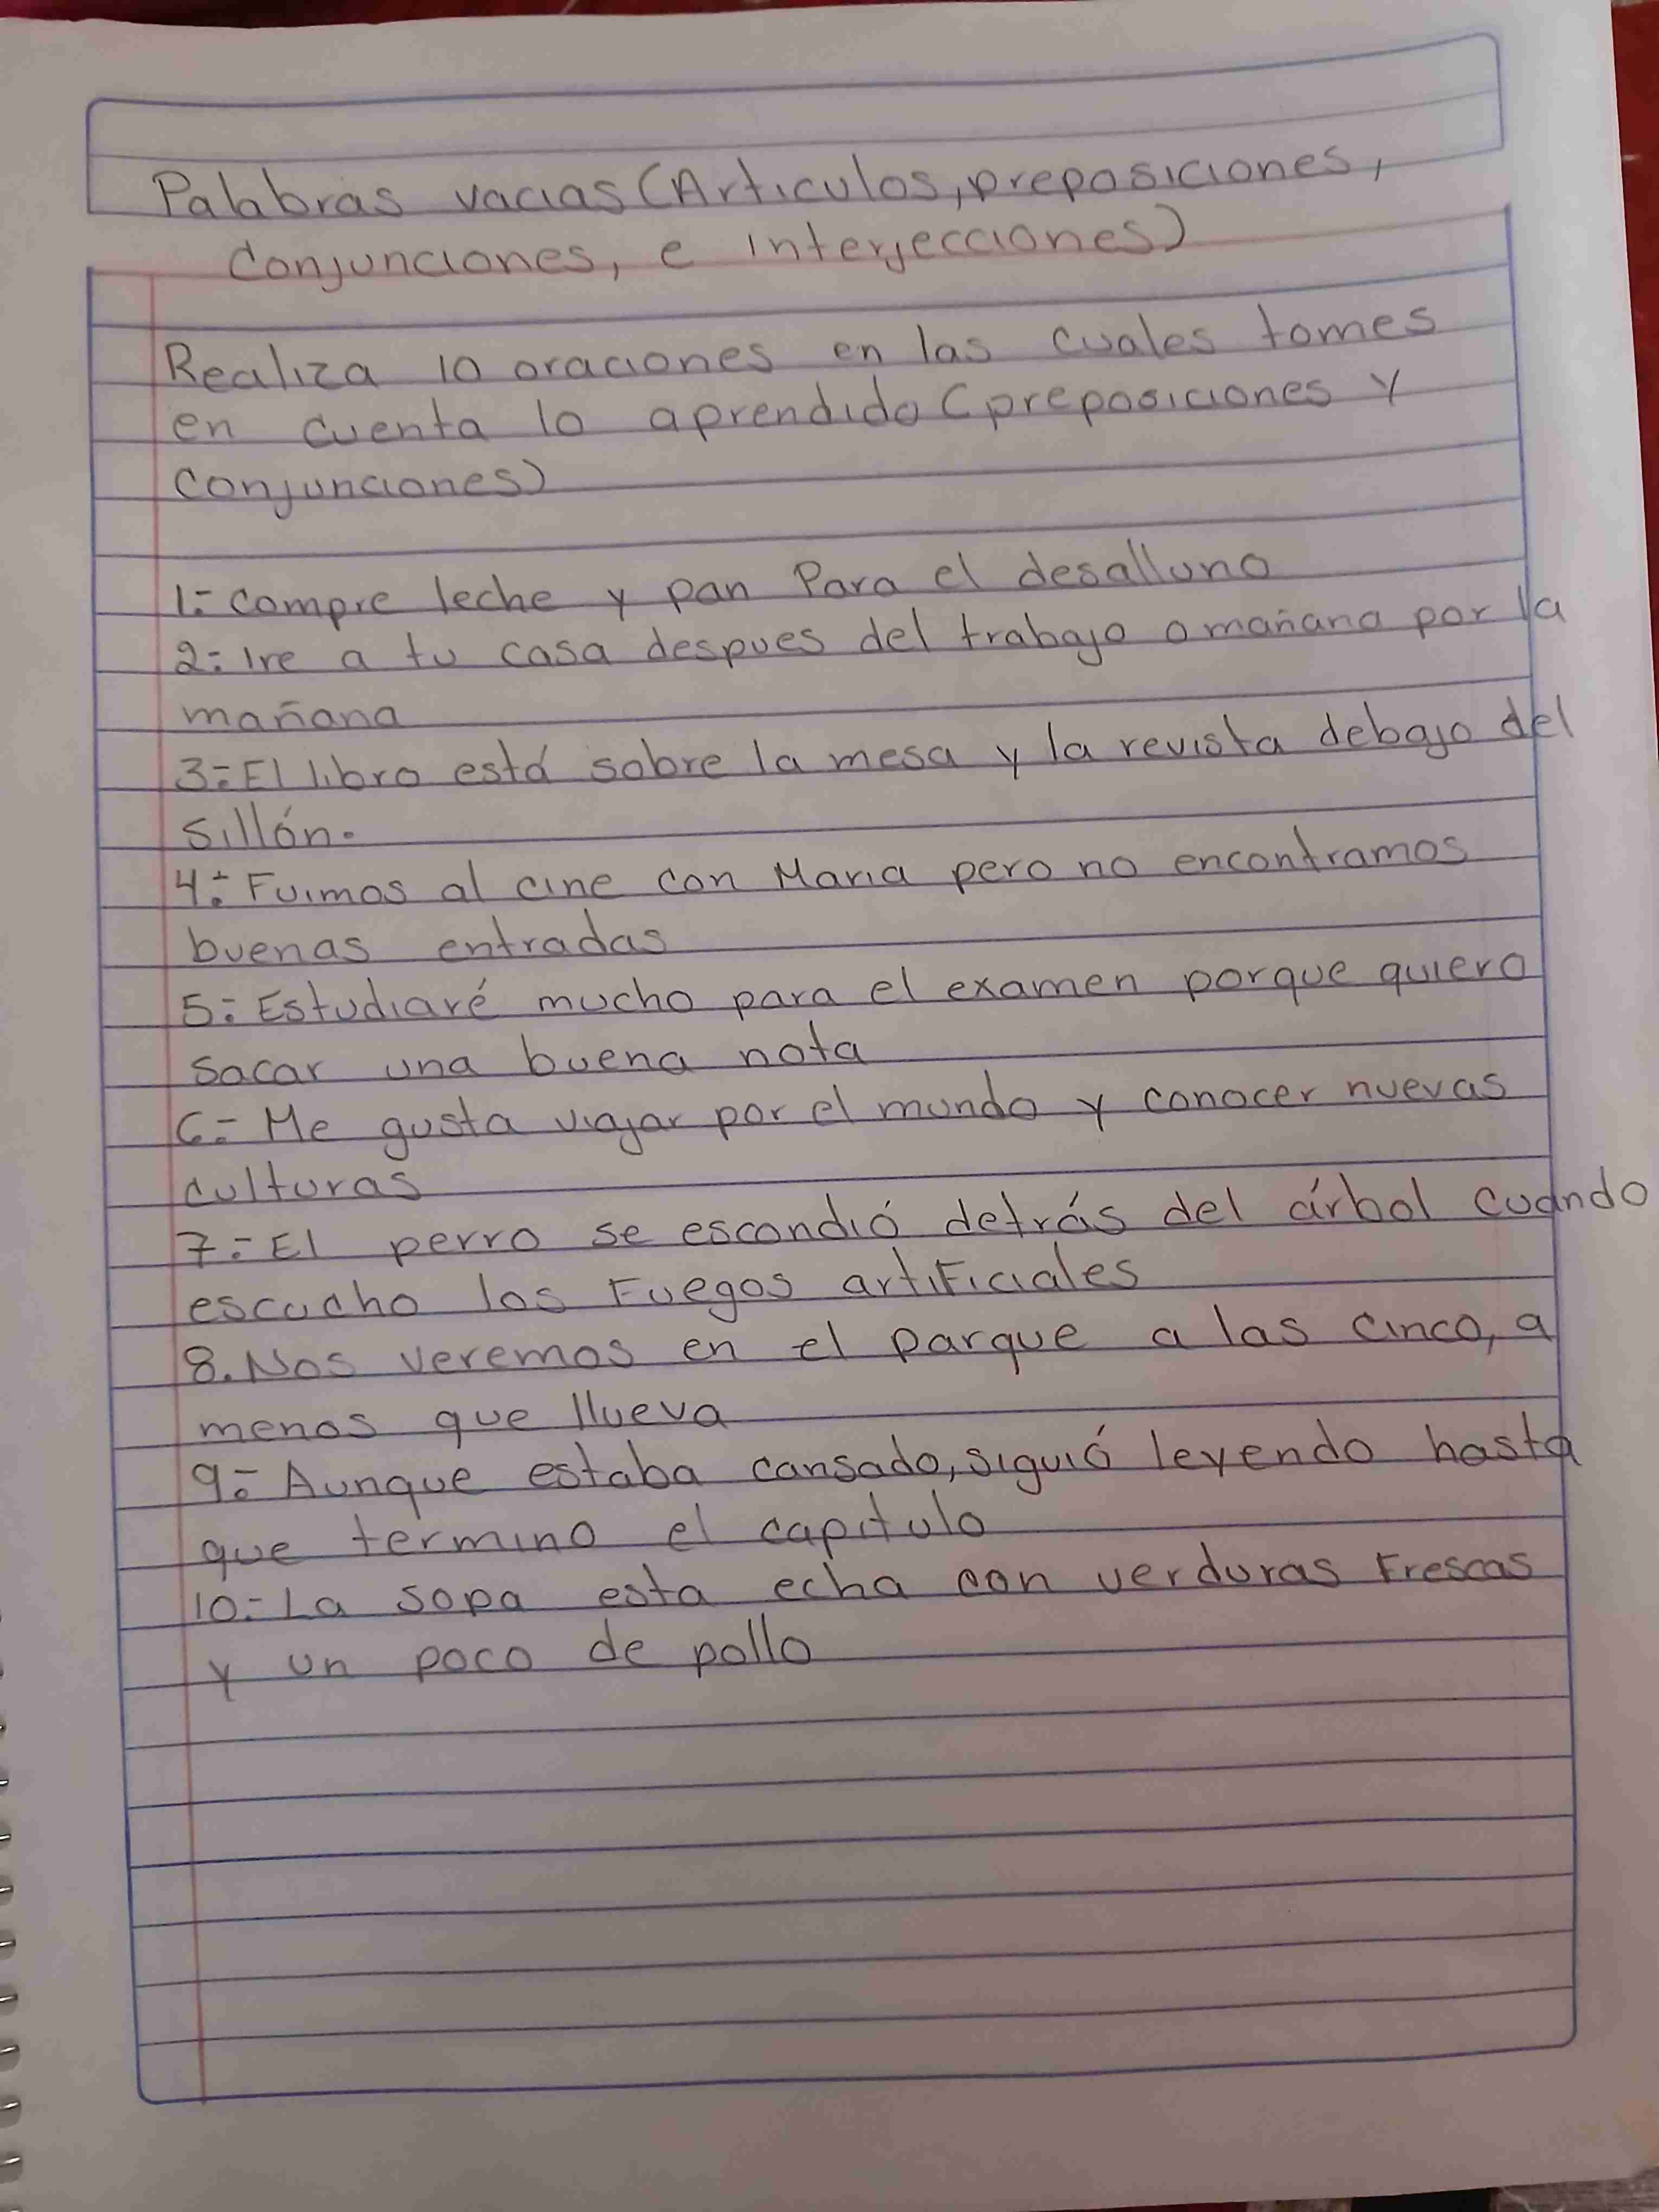 Palabras vacias (Articulos, preposiciones,
Conjunciones, e interjecciones)
Realiza 10 oraciones en las cuales tomes
en cuenta lo aprendido (preposiciones y
conjunciones)
1.- Compre leche y pan Para el desalluno
2.- Ire a tu casa despues del trabajo o mañana por la
mañana
3.- El libro está sobre la mesa y la revista debajo del
sillón.
4.- Fuimos al cine con Maria pero no encontramos
buenas entradas
5.- Estudiaré mucho para el examen porque quiero
sacar una buena nota
6.- Me gusta viajar por el mundo y conocer nuevas
culturas
7.- El perro se escondió detrás del árbol cuando
escucho los Fuegos artiFiciales
8. Nos veremos en el parque a las cinco, a
menos que llueva
9.- Aunque estaba cansado, siguió leyendo hasta
que termino el capitulo
10.- La sopa esta echa con verduras Frescas
y un poco de pollo